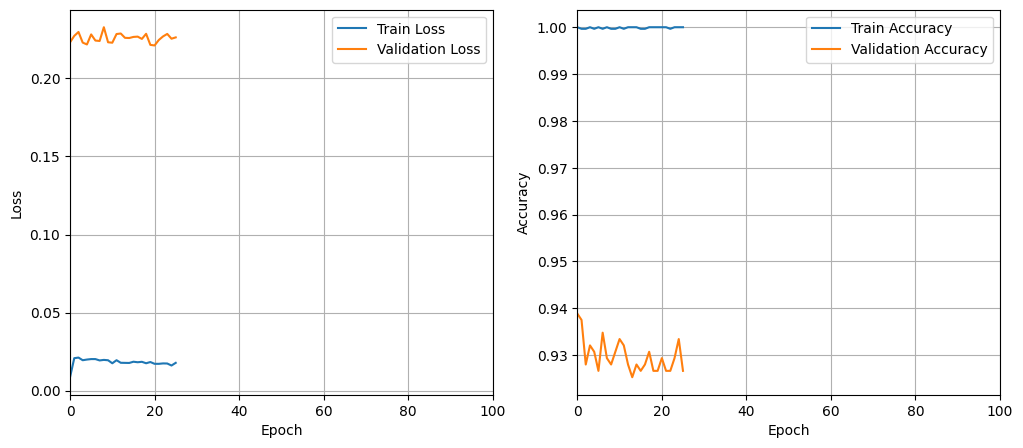 Train Loss
Validation Loss
0.20
0.15
0.10
0.05
0.00
Loss
0 20 40 60 80 100
Epoch
Train Accuracy
Validation Accuracy
1.00
0.99
0.98
0.97
0.96
0.95
0.94
0.93
Accuracy
0 20 40 60 80 100
Epoch